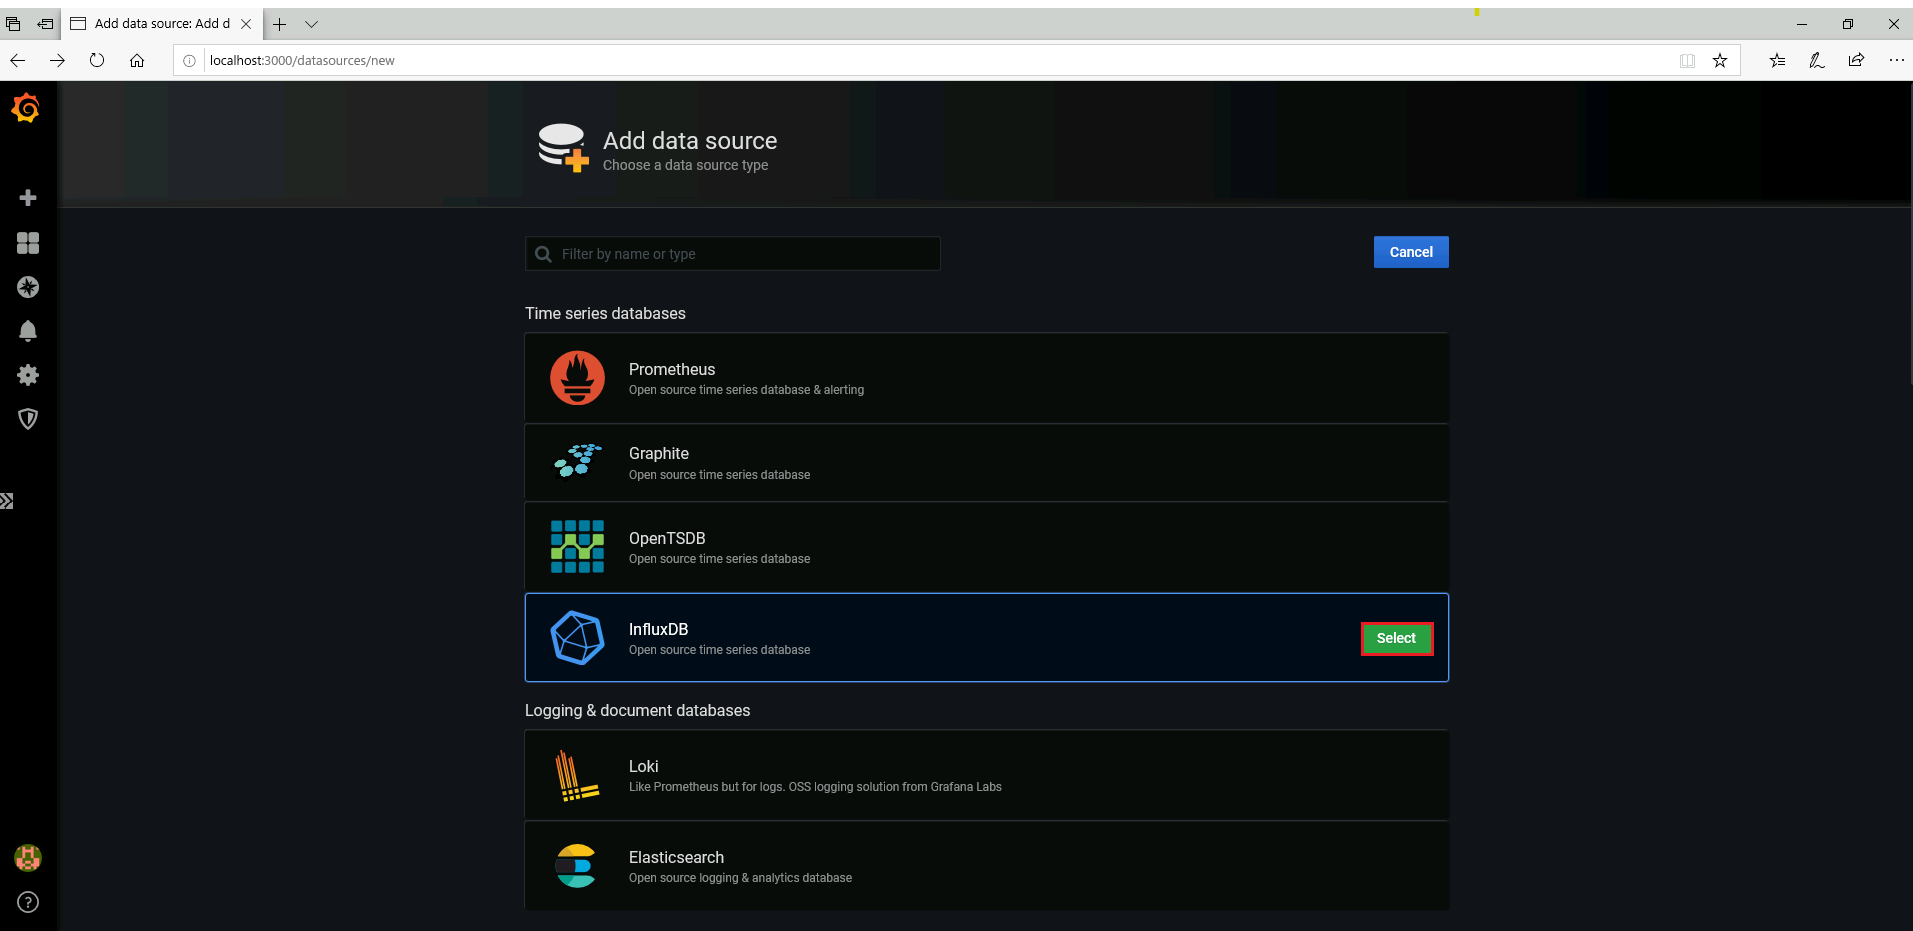 Add data source: Add d
localhost:3000/datasources/new
Add data source
Choose a data source type
Filter by name or type
Cancel
Time series databases
Prometheus
Open source time series database & alerting
Graphite
Open source time series database
OpenTSDB
Open source time series database
InfluxDB
Open source time series database
Select
Logging & document databases
Loki
Like Prometheus but for logs. OSS logging solution from Grafana Labs
Elasticsearch
Open source logging & analytics database